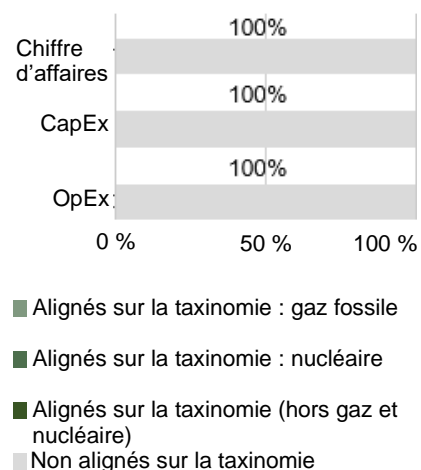 100%
Chiffre
d'affaires
100%
CapEx
100%
OpEx
0 % 50 % 100 %
Alignés sur la taxinomie : gaz fossile
Alignés sur la taxinomie : nucléaire
Alignés sur la taxinomie (hors gaz et
nucléaire)
Non alignés sur la taxinomie